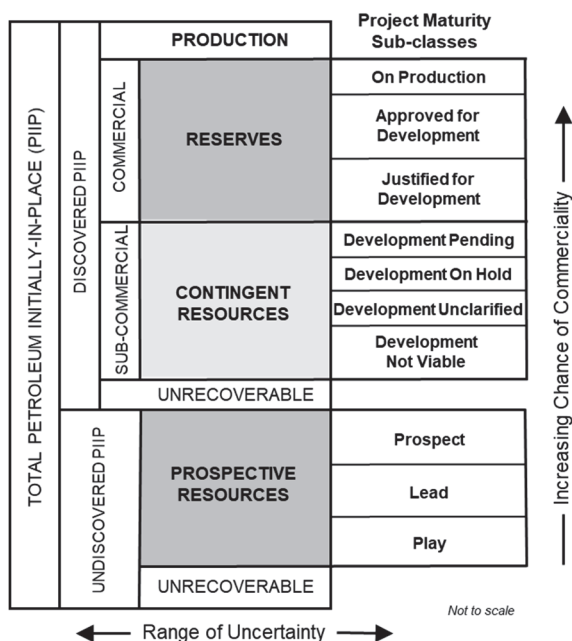 Project Maturity
Sub-classes
PRODUCTION
TOTAL PETROLEUM INITIALLY-IN-PLACE (PIIP)
DISCOVERED PIIP
COMMERCIAL
RESERVES
On Production
Approved for
Development
Justified for
Development
SUB-COMMERCIAL
CONTINGENT
RESOURCES
Development Pending
Development On Hold
Development Unclarified
Development
Not Viable
UNRECOVERABLE
UNDISCOVERED PIIP
PROSPECTIVE
RESOURCES
Prospect
Lead
Play
UNRECOVERABLE
Increasing Chance of Commerciality
Not to scale
Range of Uncertainty